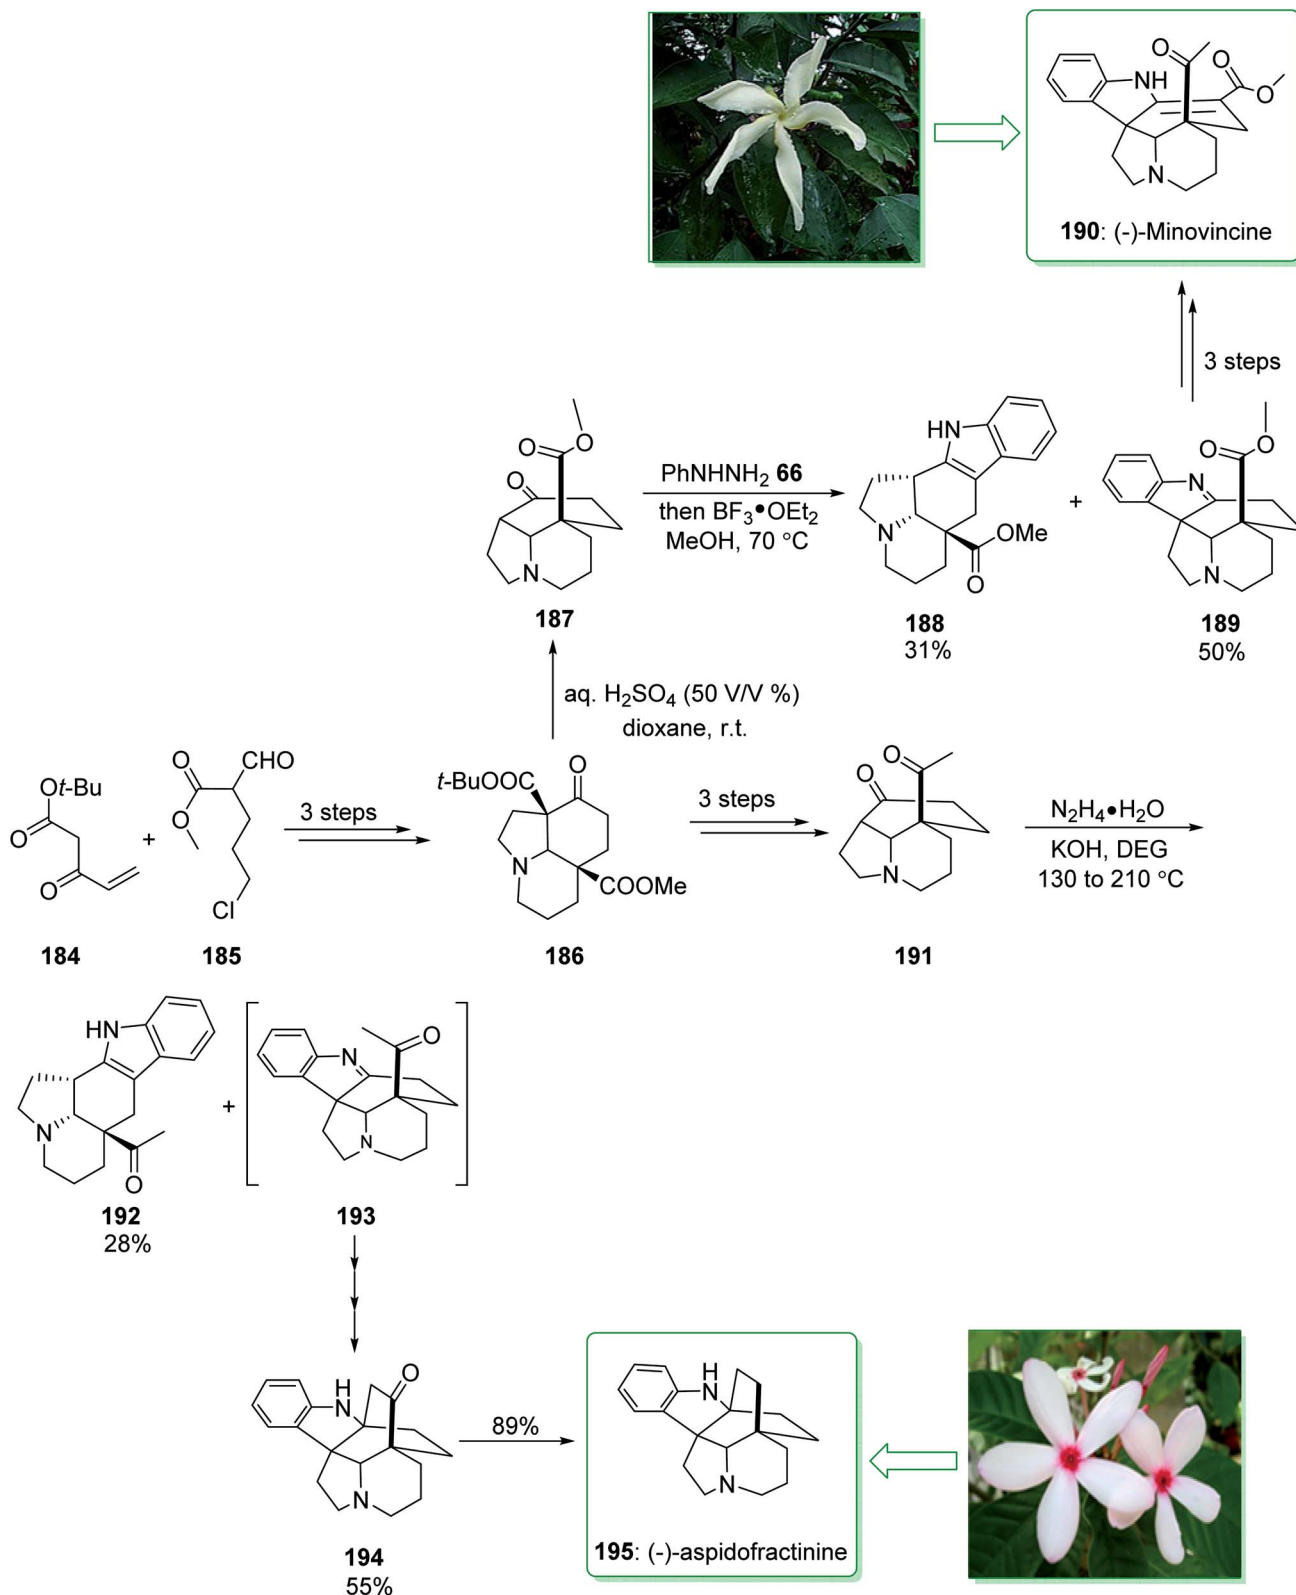 O
O
NH
O
N
190: (-)-Minovincine
3 steps
O
O
O
N
187
PhNHNH2 66
then BF3•OEt2
MeOH, 70 °C
HN
N
OMe
O
188
31%
+
O
O
N
N
189
50%
aq. H2SO4 (50 V/V %)
dioxane, r.t.
Ot-Bu
O
O
184
+
O
CHO
O
Cl
185
3 steps
t-BuOOC
O
N
COOMe
186
3 steps
O
O
N
191
N2H4•H2O
KOH, DEG
130 to 210 °C
HN
N
O
192
28%
+
O
N
N
193
H
N
O
N
194
55%
89%
H
N
N
195: (-)-aspidofractinine